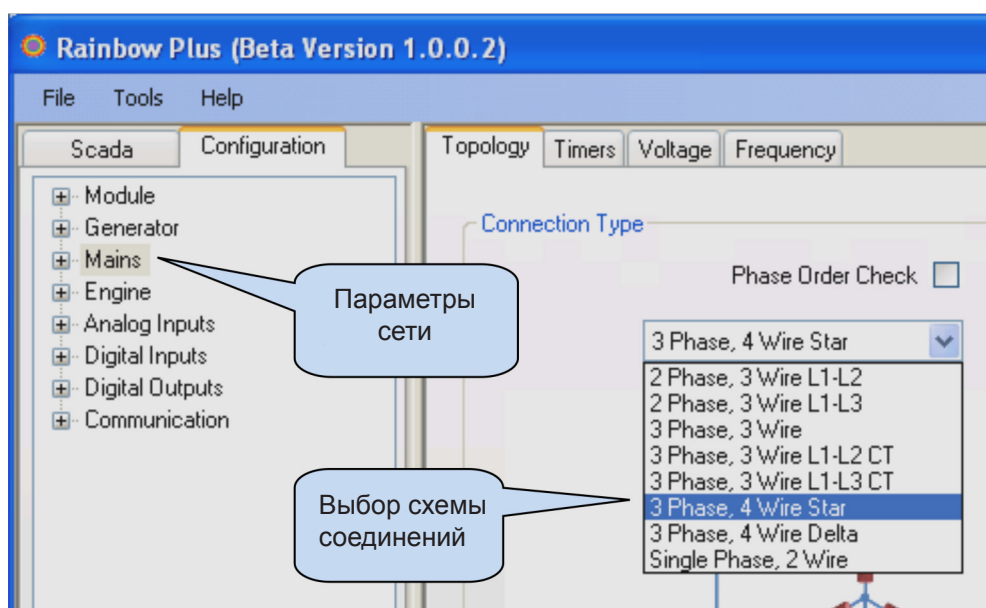 Rainbow Plus (Beta Version 1.0.0.2)
File Tools Help
Scada Configuration
Topology Timers Voltage Frequency
Module
Generator
Mains
Engine
Analog Inputs
Digital Inputs
Digital Outputs
Communication
Параметры
сети
Выбор схемы
соединений
Connection Type
Phase Order Check
3 Phase, 4 Wire Star
2 Phase, 3 Wire L1-L2
2 Phase, 3 Wire L1-L3
3 Phase, 3 Wire
3 Phase, 3 Wire L1-L2 CT
3 Phase, 3 Wire L1-L3 CT
3 Phase, 4 Wire Star
3 Phase, 4 Wire Delta
Single Phase, 2 Wire